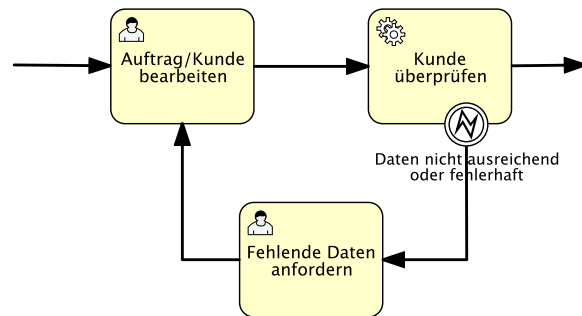 Auftrag/Kunde
bearbeiten
Kunde
überprüfen
Daten nicht ausreichend
oder fehlerhaft
Fehlende Daten
anfordern